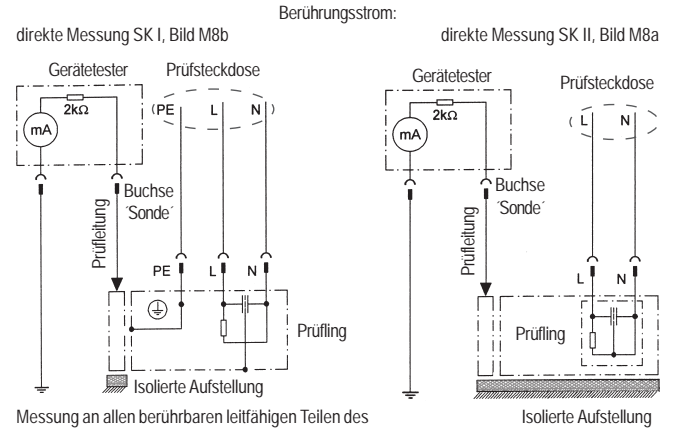 Berührungsstrom:
direkte Messung SK I, Bild M8b
Gerätetester
Prüfsteckdose
2kΩ
mA
(PE L N)
Buchse
´Sonde´
Prüfleitung
PE L N
Prüfling
Isolierte Aufstellung
Messung an allen berührbaren leitfähigen Teilen des
direkte Messung SK II, Bild M8a
Gerätetester
Prüfsteckdose
2kΩ
mA
(L N)
Buchse
´Sonde´
Prüfleitung
L N
Prüfling
Isolierte Aufstellung